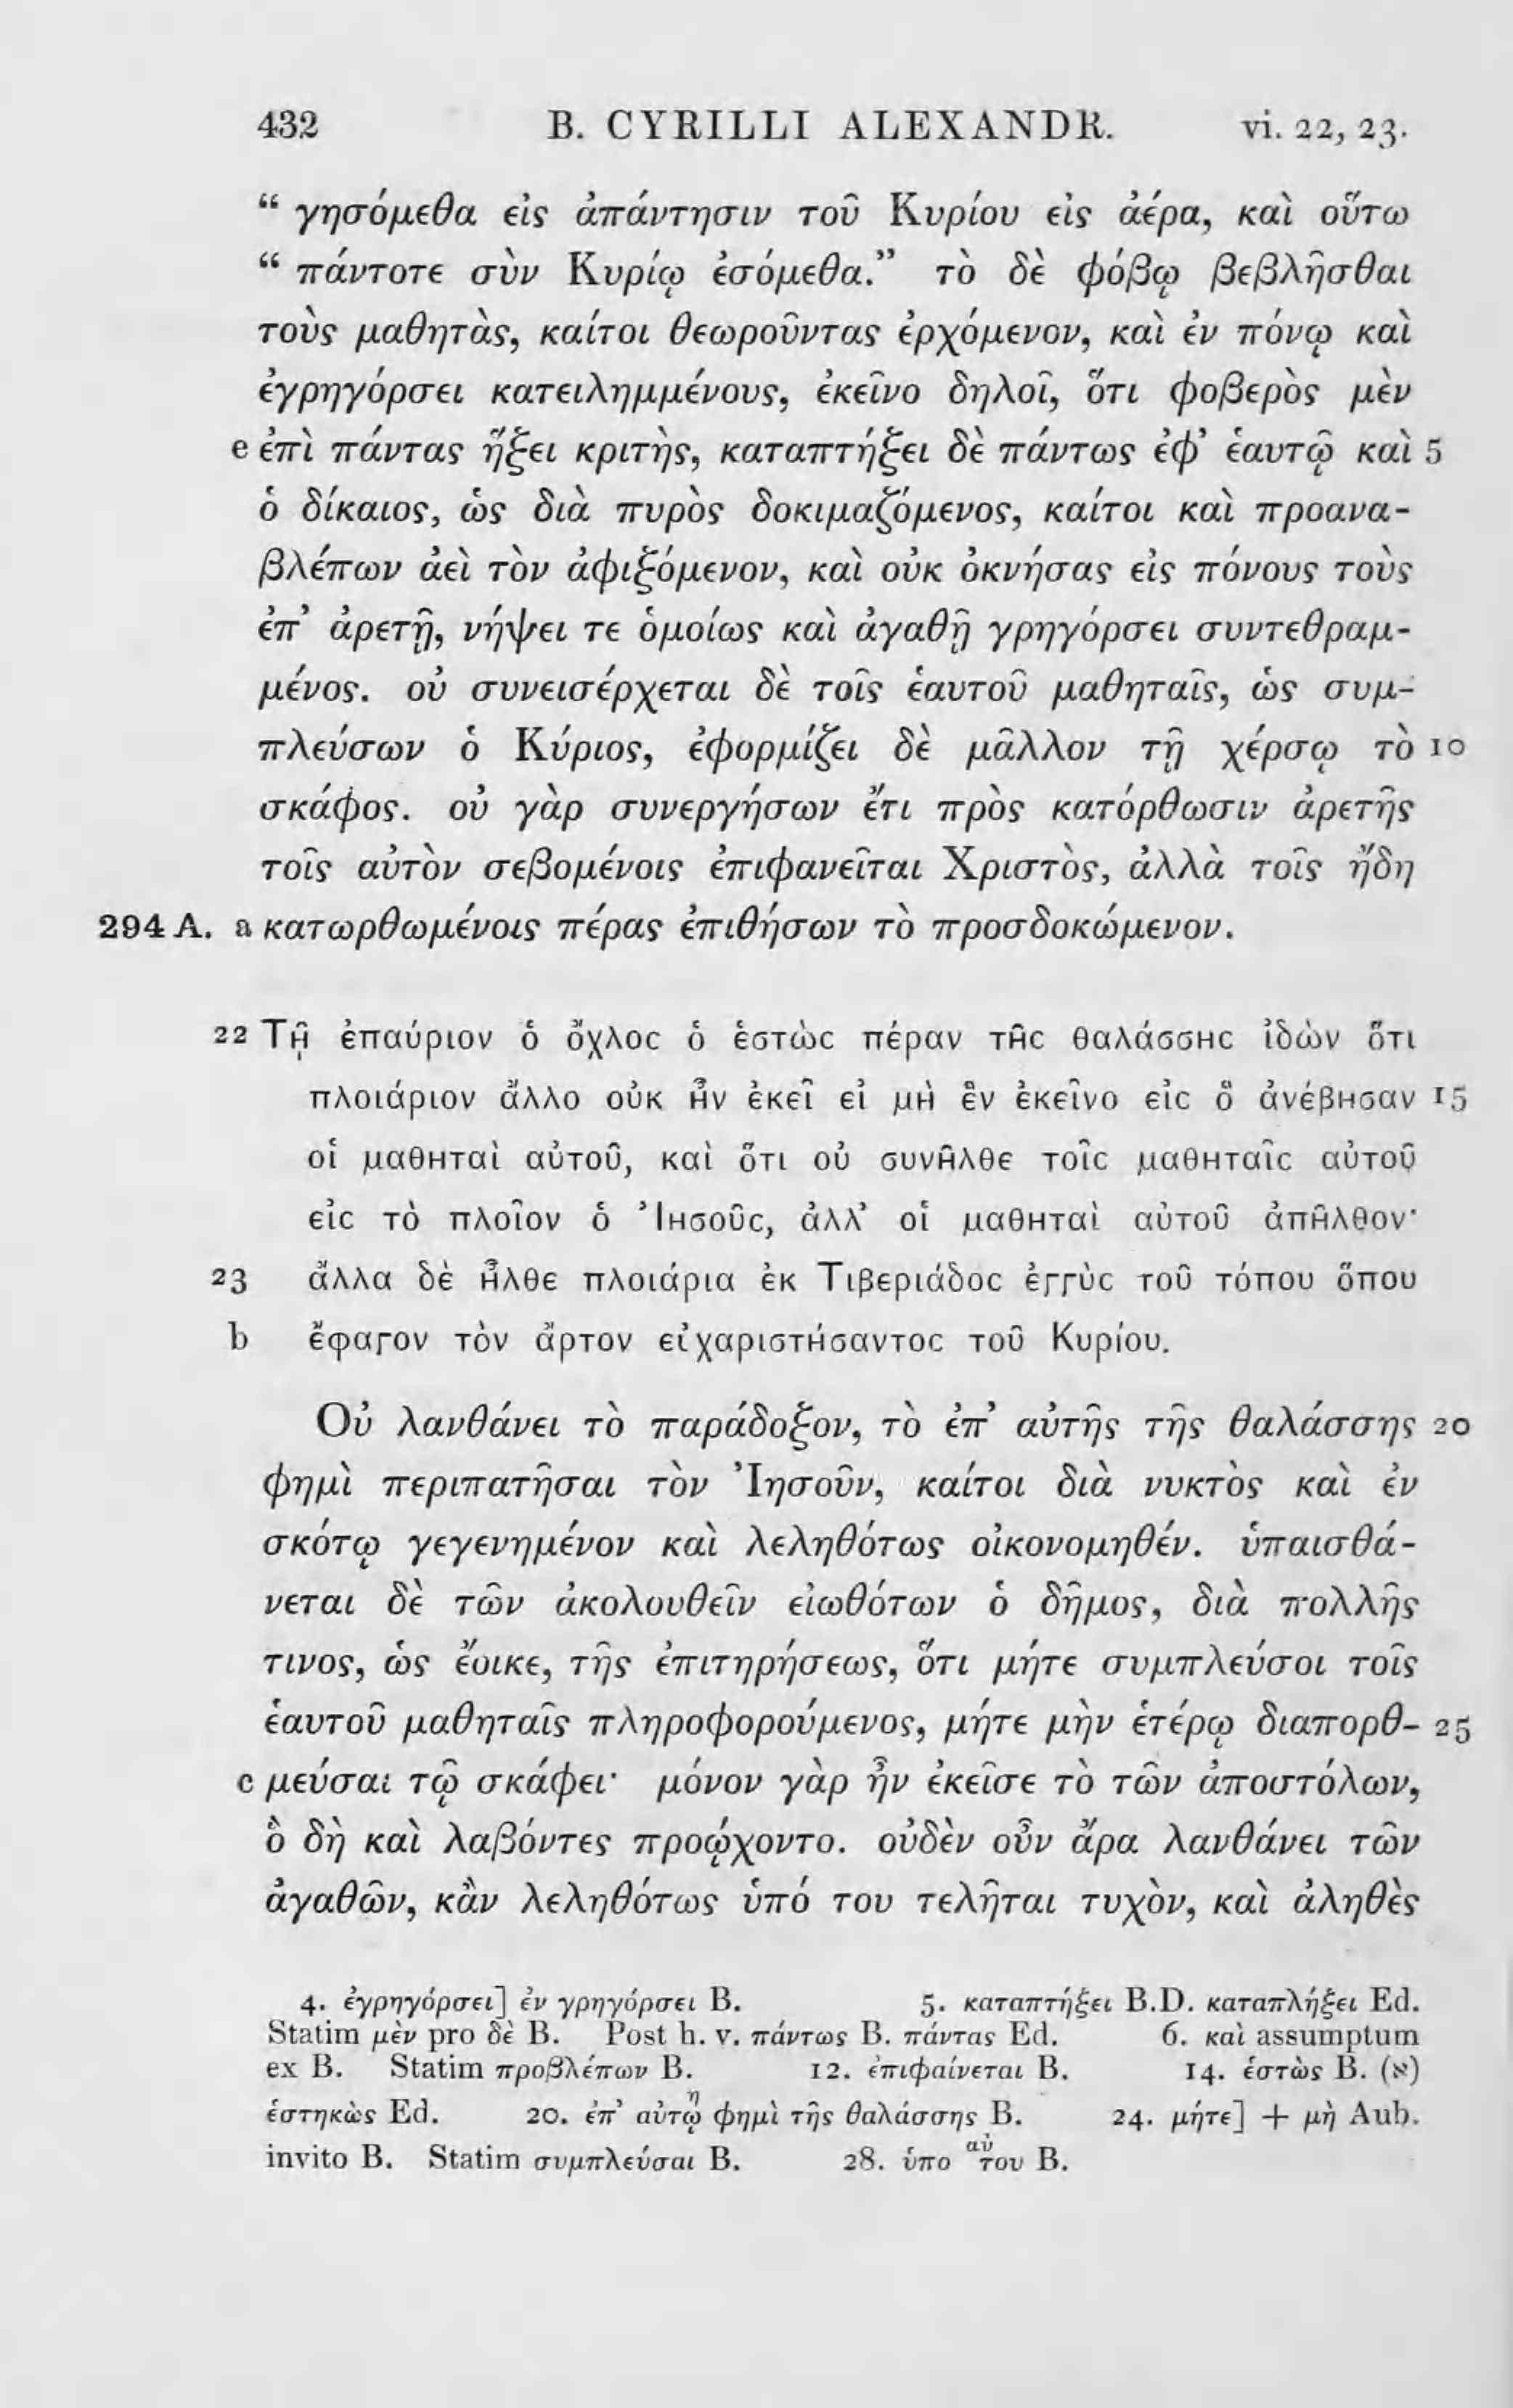 432 B. CYRILLI ALEXANDR. vi. 22, 23.
“ γησόμεθα εἰς ἀπάντησιν τοῦ Κυρίου εἰς ἀέρα, καὶ οὕτω
“ πάντοτε σὺν Κυρίῳ ἐσόμεθα.” τὸ δὲ φόβῳ βεβλῆσθαι
τοὺς μαθητὰς, καίτοι θεωροῦντας ἐρχόμενον, καὶ ἐν πόνῳ καὶ
ἐγρηγόρσει κατειλημμένους, ἐκεῖνο δηλοῖ, ὅτι φοβερὸς μὲν
e ἐπὶ πάντας ἥξει κριτὴς, καταπτήξει δὲ πάντως ἐφ’ ἑαυτῷ καὶ 5
ὁ δίκαιος, ὡς διὰ πυρὸς δοκιμαζόμενος, καίτοι καὶ προανα-
βλέπων ἀεὶ τὸν ἀφιξόμενον, καὶ οὐκ ὀκνήσας εἰς πόνους τοὺς
ἐπ’ ἀρετῇ, νήψει τε ὁμοίως καὶ ἀγαθῇ γρηγόρσει συντεθραμ-
μένος. οὐ συνεισέρχεται δὲ τοῖς ἑαυτοῦ μαθηταῖς, ὡς συμ-
πλεύσων ὁ Κύριος, ἐφορμίζει δὲ μᾶλλον τῇ χέρσῳ τὸ 10
σκάφος. οὐ γὰρ συνεργήσων ἔτι πρὸς κατόρθωσιν ἀρετῆς
τοῖς αὐτὸν σεβομένοις ἐπιφανεῖται Χριστὸς, ἀλλὰ τοῖς ἤδη
294 A. a κατωρθωμένοις πέρας ἐπιθήσων τὸ προσδοκώμενον.
22 Τῇ ἐπαύριον ὁ ὄχλος ὁ ἑστὼς πέραν τῆς θαλάσσης ἰδὼν ὅτι
πλοιάριον ἄλλο οὐκ ἦν ἐκεῖ εἰ μὴ ἓν ἐκεῖνο εἰς ὃ ἀνέβησαν 15
οἱ μαθηταὶ αὐτοῦ, καὶ ὅτι οὐ συνῆλθε τοῖς μαθηταῖς αὐτοῦ
εἰς τὸ πλοῖον ὁ Ἰησοῦς, ἀλλ’ οἱ μαθηταὶ αὐτοῦ ἀπῆλθον·
23 ἄλλα δὲ ἦλθε πλοιάρια ἐκ Τιβεριάδος ἐγγὺς τοῦ τόπου ὅπου
b ἔφαγον τὸν ἄρτον εὐχαριστήσαντος τοῦ Κυρίου.
Οὐ λανθάνει τὸ παράδοξον, τὸ ἐπ’ αὐτῆς τῆς θαλάσσης 20
φημὶ περιπατῆσαι τὸν Ἰησοῦν, καίτοι διὰ νυκτὸς καὶ ἐν
σκότῳ γεγενημένον καὶ λεληθότως οἰκονομηθέν. ὑπαισθά-
νεται δὲ τῶν ἀκολουθεῖν εἰωθότων ὁ δῆμος, διὰ πολλῆς
τινος, ὡς ἔοικε, τῆς ἐπιτηρήσεως, ὅτι μήτε συμπλεύσοι τοῖς
ἑαυτοῦ μαθηταῖς πληροφορούμενος, μήτε μὴν ἑτέρῳ διαπορθ- 25
c μεύσαι τῷ σκάφει· μόνον γὰρ ἦν ἐκεῖσε τὸ τῶν ἀποστόλων,
ὃ δὴ καὶ λαβόντες προῴχοντο. οὐδὲν οὖν ἄρα λανθάνει τῶν
ἀγαθῶν, κἂν λεληθότως ὑπό του τελῆται τυχὸν, καὶ ἀληθὲς
4. ἐγρηγόρσει] ἐν γρηγόρσει B. 5. καταπτήξει B.D. καταπλήξει Ed.
Statim μὲν pro δὲ B. Post h. v. πάντως B. πάντας Ed. 6. καὶ assumptum
ex B. Statim προβλέπων B. 12. ἐπιφαίνεται B. 14. ἑστὼς B. (א)
ἑστηκὼς Ed. 20. ἐπ’ αὐτῷ η φημὶ τῆς θαλάσσης B. 24. μήτε] + μὴ Aub.
invito B. Statim συμπλεύσαι B. 28. ὑπο αὐ του B.